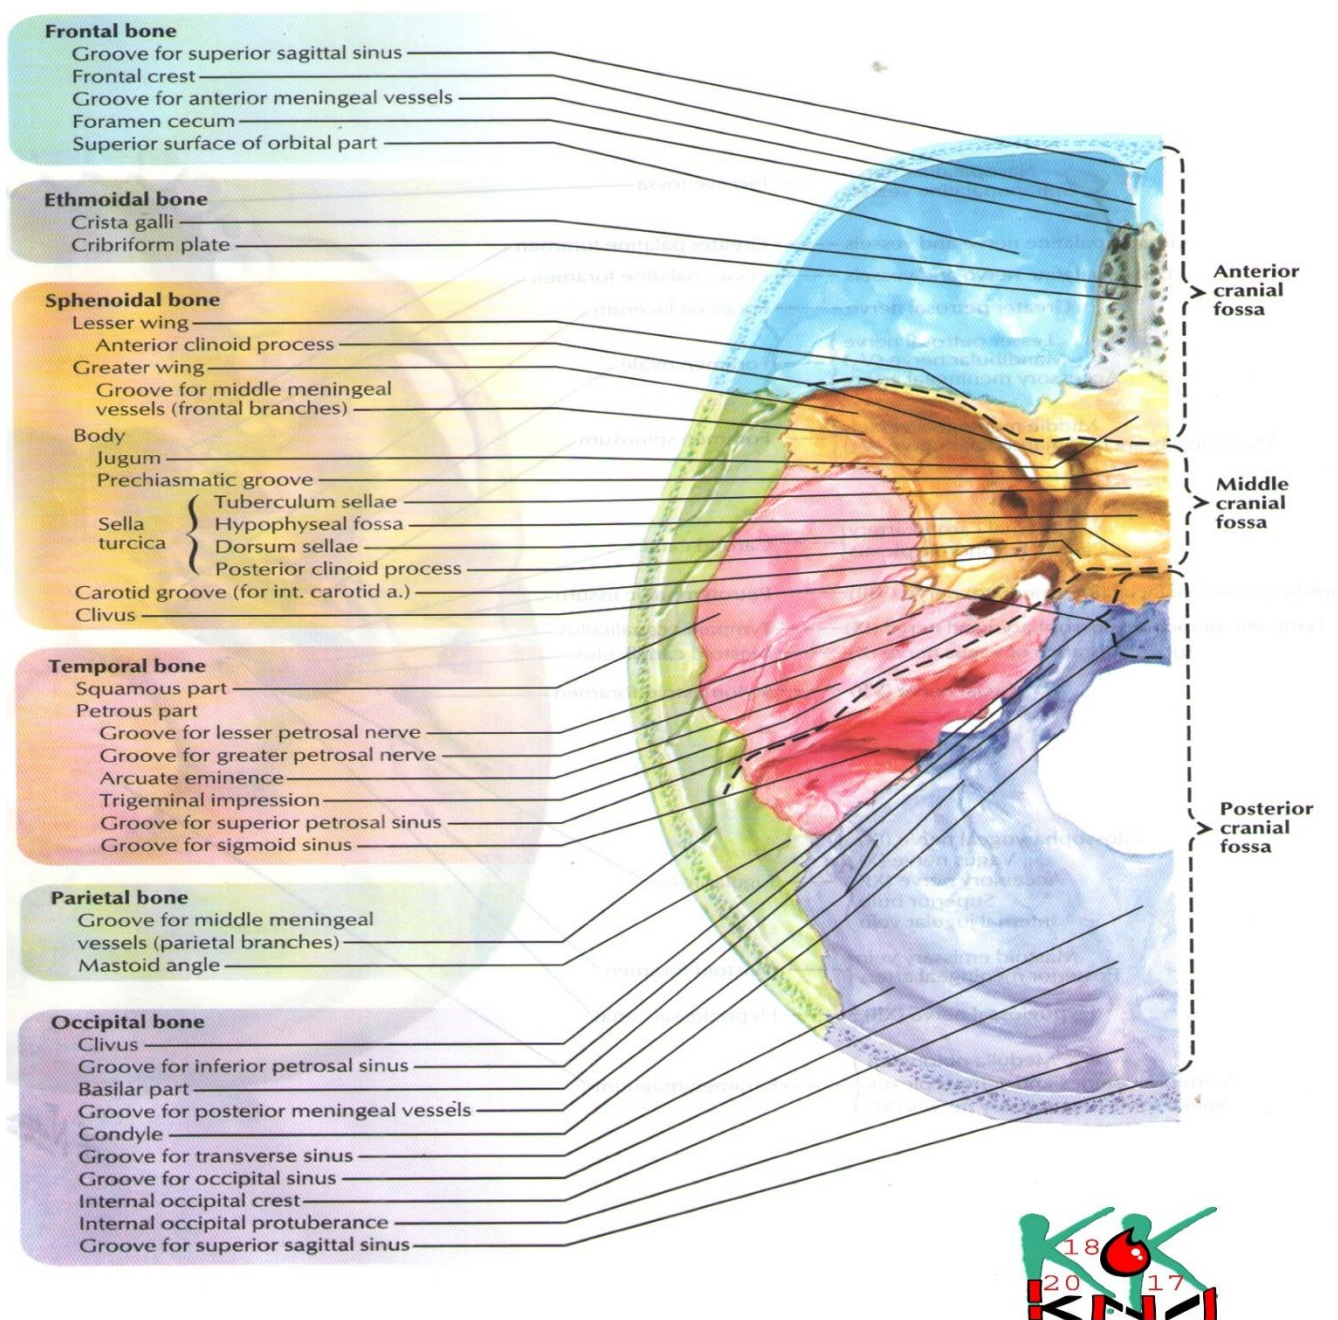 Frontal bone
Groove for superior sagittal sinus
Frontal crest
Groove for anterior meningeal vessels
Foramen cecum
Superior surface of orbital part
Ethmoidal bone
Crista galli
Cribriform plate
Sphenoidal bone
Lesser wing
Anterior clinoid process
Greater wing
Groove for middle meningeal
vessels (frontal branches)
Body
Jugum
Prechiasmatic groove
Sella
turcica
Tuberculum sellae
Hypophyseal fossa
Dorsum sellae
Posterior clinoid process
Carotid groove (for int. carotid a.)
Clivus
Temporal bone
Squamous part
Petrous part
Groove for lesser petrosal nerve
Groove for greater petrosal nerve
Arcuate eminence
Trigeminal impression
Groove for superior petrosal sinus
Groove for sigmoid sinus
Parietal bone
Groove for middle meningeal
vessels (parietal branches)
Mastoid angle
Occipital bone
Clivus
Groove for inferior petrosal sinus
Basilar part
Groove for posterior meningeal vessels
Condyle
Groove for transverse sinus
Groove for occipital sinus
Internal occipital crest
Internal occipital protuberance
Groove for superior sagittal sinus
Anterior
cranial
fossa
Middle
cranial
fossa
Posterior
cranial
fossa
18
20 17